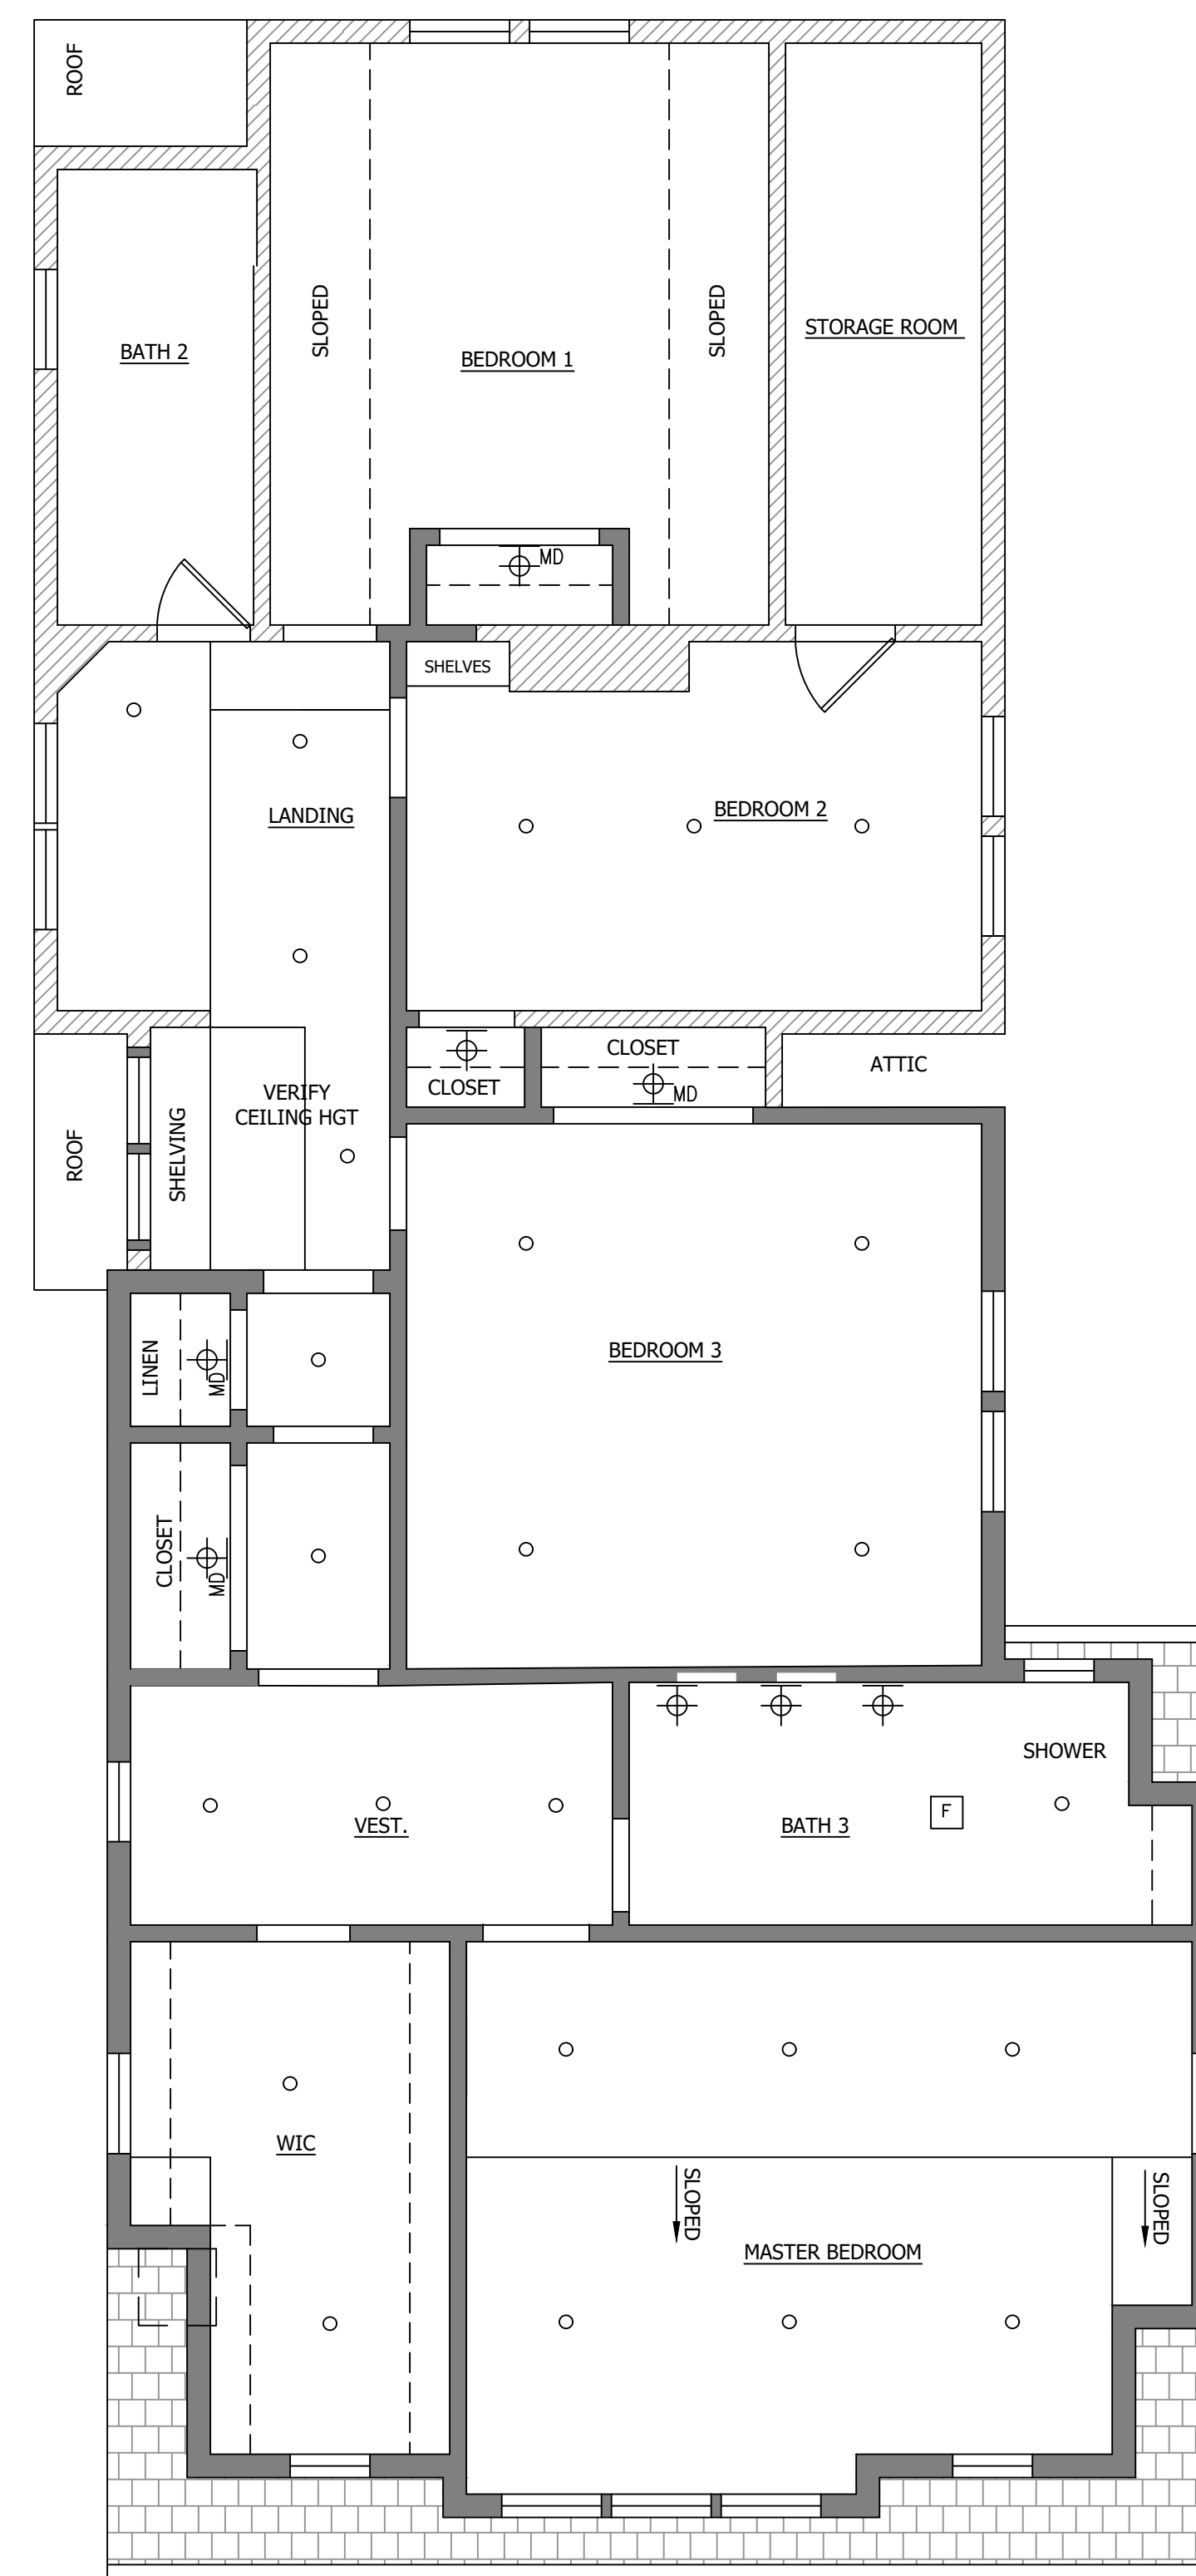 ROOF
SLOPED
SLOPED
STORAGE ROOM
BATH 2
BEDROOM 1
MD
SHELVES
LANDING
BEDROOM 2
CLOSET
CLOSET
MD
ATTIC
VERIFY
CEILING HGT
ROOF
SHELVING
LINEN
MD
BEDROOM 3
CLOSET
MD
SHOWER
VEST.
BATH 3
F
WIC
SLOPED
SLOPED
MASTER BEDROOM